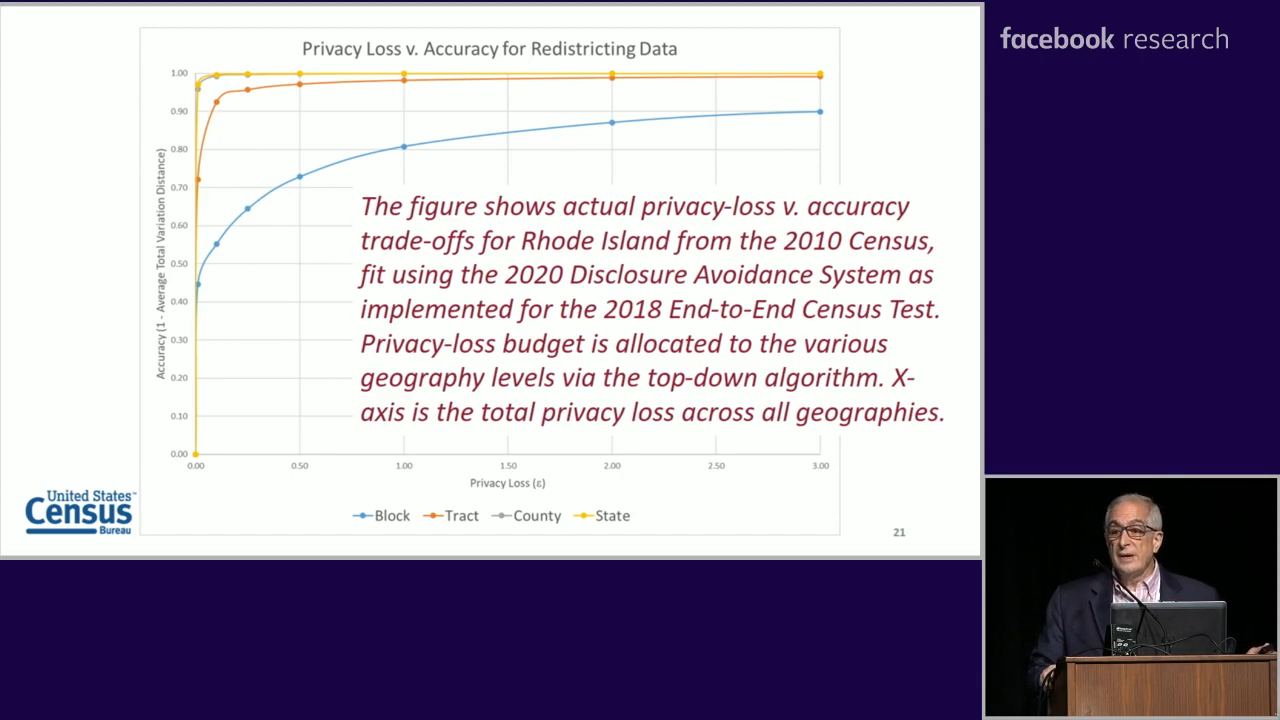 facebook research
Privacy Loss v. Accuracy for Redistricting Data
Accuracy (1 - Average Total Variation Distance)
1.00
0.90
0.80
0.70
0.60
0.50
0.40
0.30
0.20
0.10
0.00
The figure shows actual privacy-loss v. accuracy
trade-offs for Rhode Island from the 2010 Census,
fit using the 2020 Disclosure Avoidance System as
implemented for the 2018 End-to-End Census Test.
Privacy-loss budget is allocated to the various
geography levels via the top-down algorithm. X-
axis is the total privacy loss across all geographies.
0.00 0.50 1.00 1.50 2.00 2.50 3.00
Privacy Loss (ε)
Block Tract County State
United States™
Census
Bureau
21